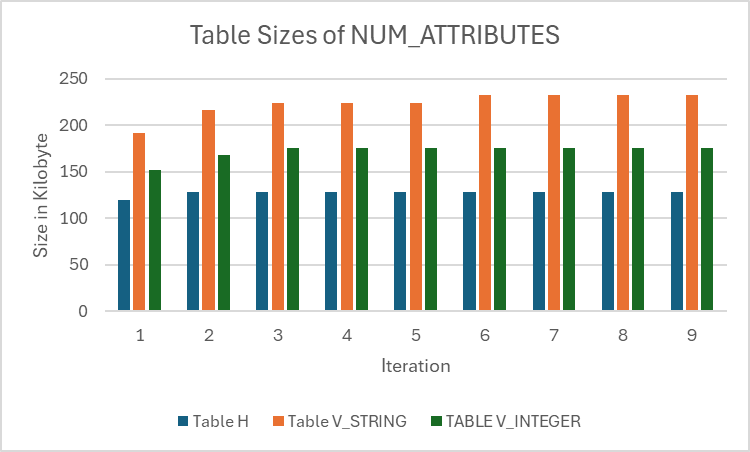 Table Sizes of NUM_ATTRIBUTES
Size in Kilobyte
250
200
150
100
50
0
1 2 3 4 5 6 7 8 9
Iteration
Table H Table V_STRING TABLE V_INTEGER